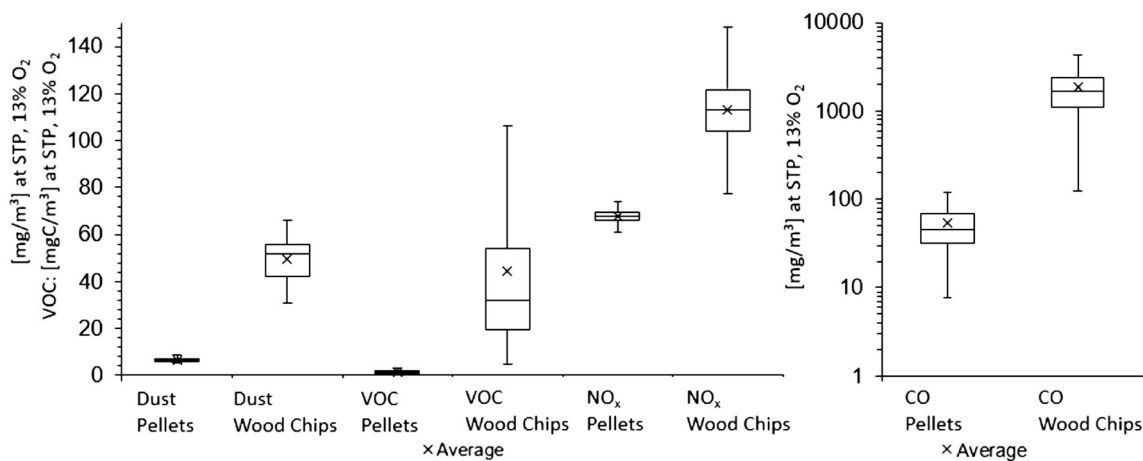 [mg/m³] at STP, 13% O₂
VOC: [mgC/m³] at STP, 13% O₂
140
120
100
80
60
40
20
0
Dust Pellets
Dust Wood Chips
VOC Pellets
VOC Wood Chips
NOₓ Pellets
NOₓ Wood Chips
×Average
[mg/m³] at STP, 13% O₂
10000
1000
100
10
1
CO Pellets
CO Wood Chips
×Average